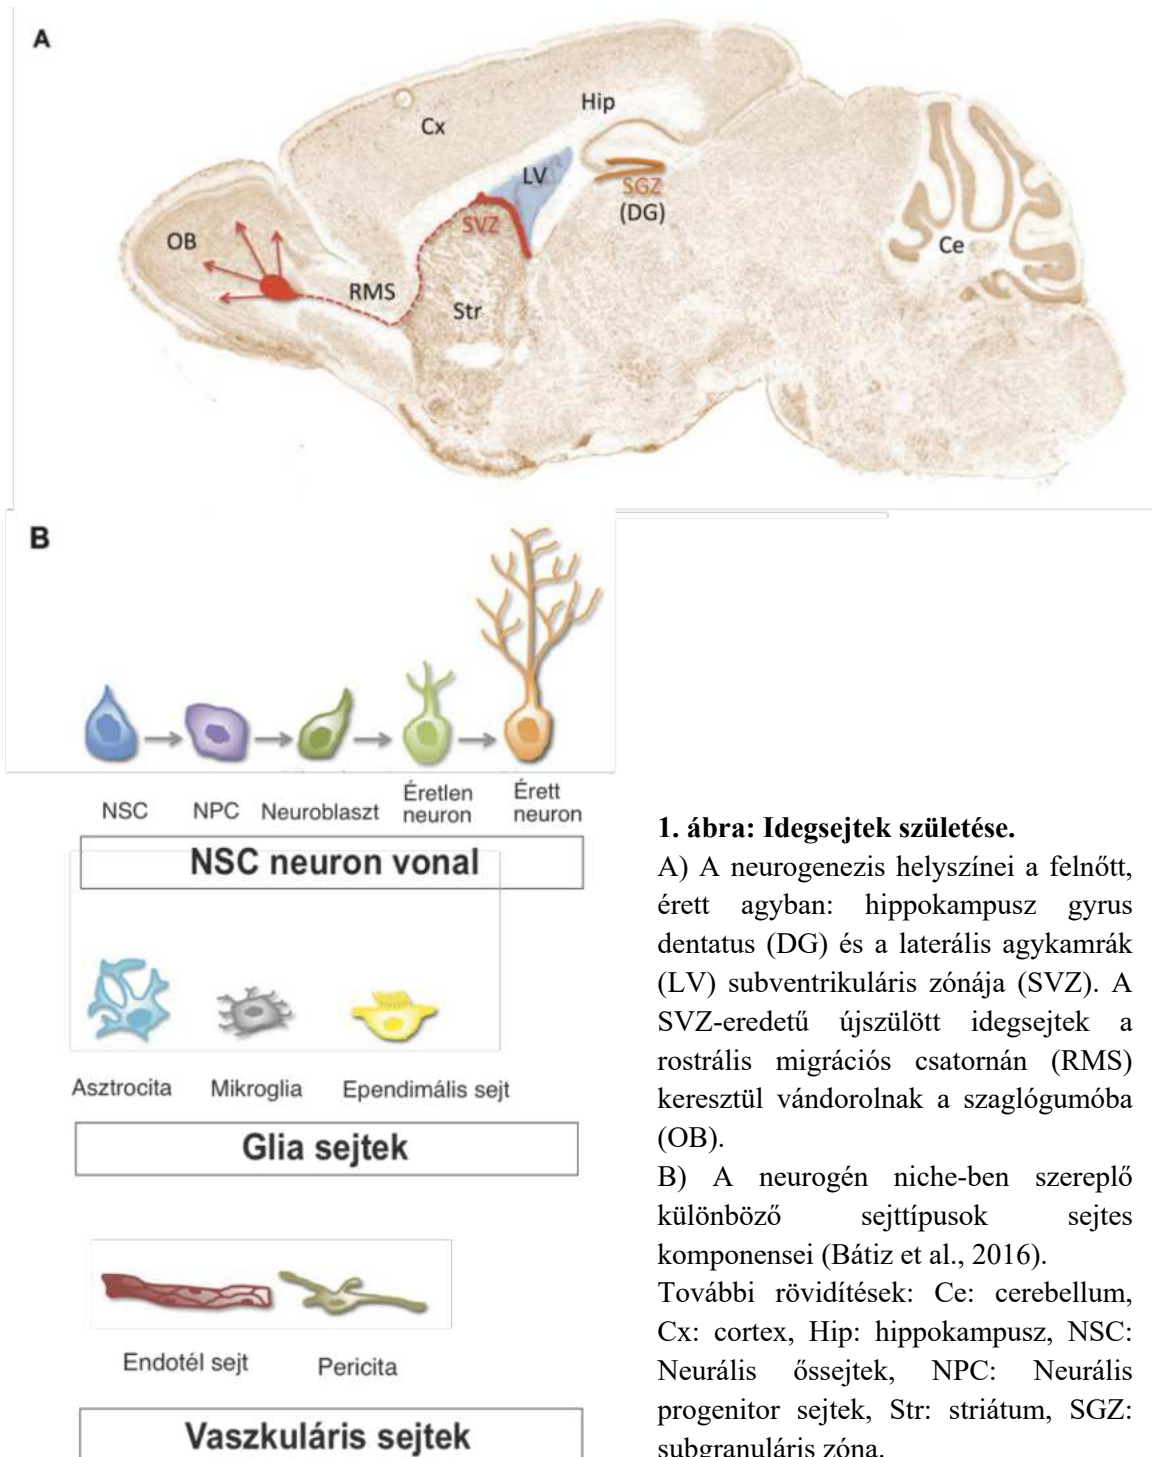 A
Hip
Cx
LV
SGZ
(DG)
SVZ
OB
Ce
RMS
Str
B
NSC
NPC
Neuroblaszt
Éretlen
neuron
Érett
neuron
NSC neuron vonal
Asztrocita
Mikroglia
Ependimális sejt
Glia sejtek
Endotél sejt
Pericita
Vaszkuláris sejtek
1. ábra: Idegsejtek születése.
A) A neurogenezis helyszínei a felnőtt,
érett agyban: hippokampusz gyrus
dentatus (DG) és a laterális agykamrák
(LV) subventrikuláris zónája (SVZ). A
SVZ-eredetű újszülött idegsejtek a
rostrális migrációs csatornán (RMS)
keresztül vándorolnak a szaglógumóba
(OB).
B) A neurogén niche-ben szereplő
különböző sejttípusok sejtes
komponensei (Bátiz et al., 2016).
További rövidítések: Ce: cerebellum,
Cx: cortex, Hip: hippokampusz, NSC:
Neurális őssejtek, NPC: Neurális
progenitor sejtek, Str: striátum, SGZ:
subgranuláris zóna.